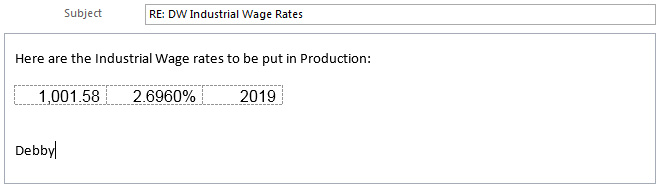 Subject RE: DW Industrial Wage Rates
Here are the Industrial Wage rates to be put in Production:
1,001.58 2.6960% 2019
Debby